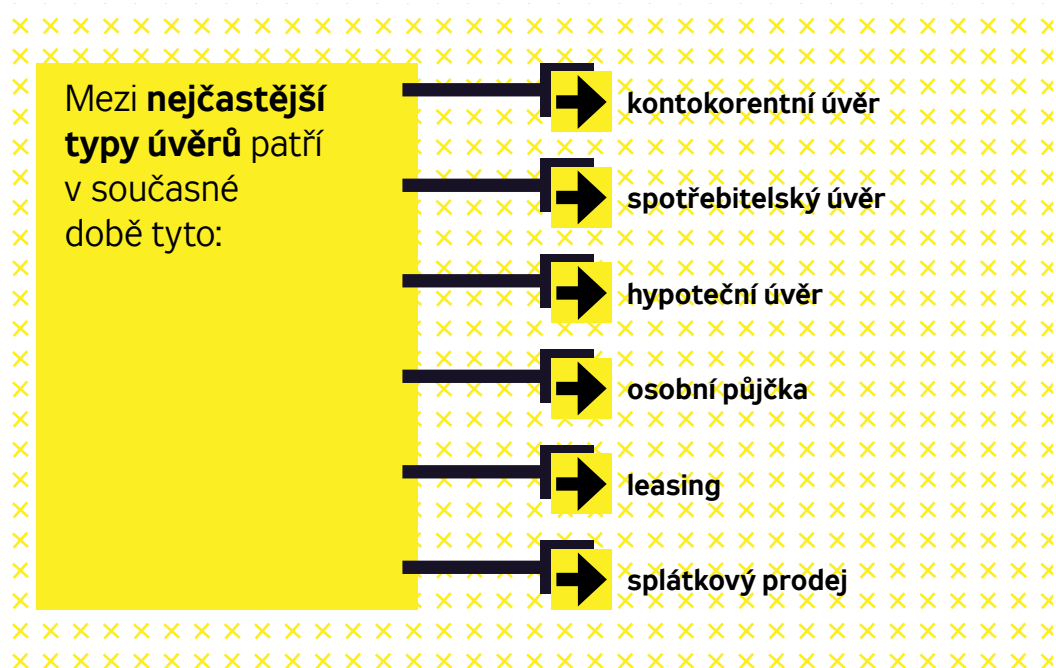 Mezi nejčastější
typy úvěrů patří
v současné
době tyto:
kontokorentní úvěr
spotřebitelský úvěr
hypoteční úvěr
osobní půjčka
leasing
splátkový prodej